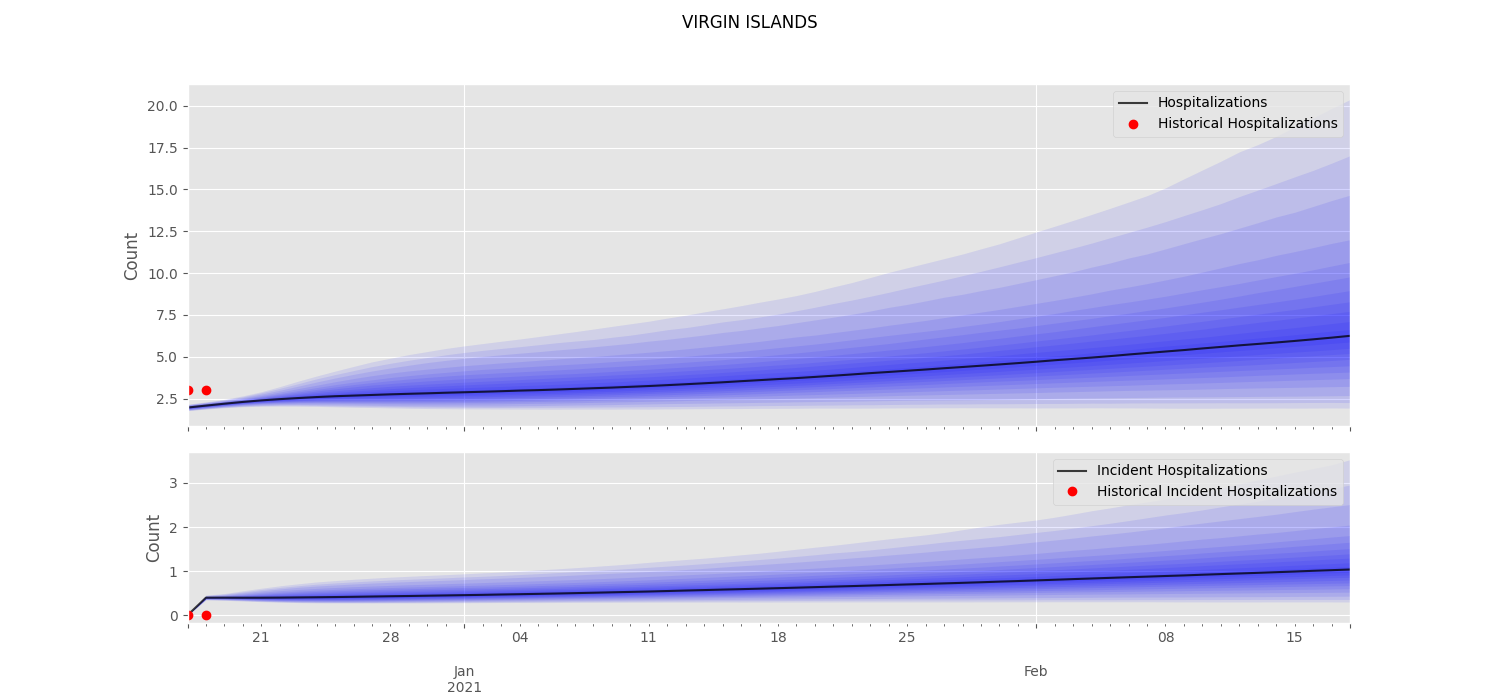 VIRGIN ISLANDS
Hospitalizations
Historical Hospitalizations
20.0
17.5
15.0
12.5
10.0
7.5
5.0
2.5
Count
Incident Hospitalizations
Historical Incident Hospitalizations
3
2
1
0
Count
21 28 04 11 18 25 08 15
Jan Feb
2021